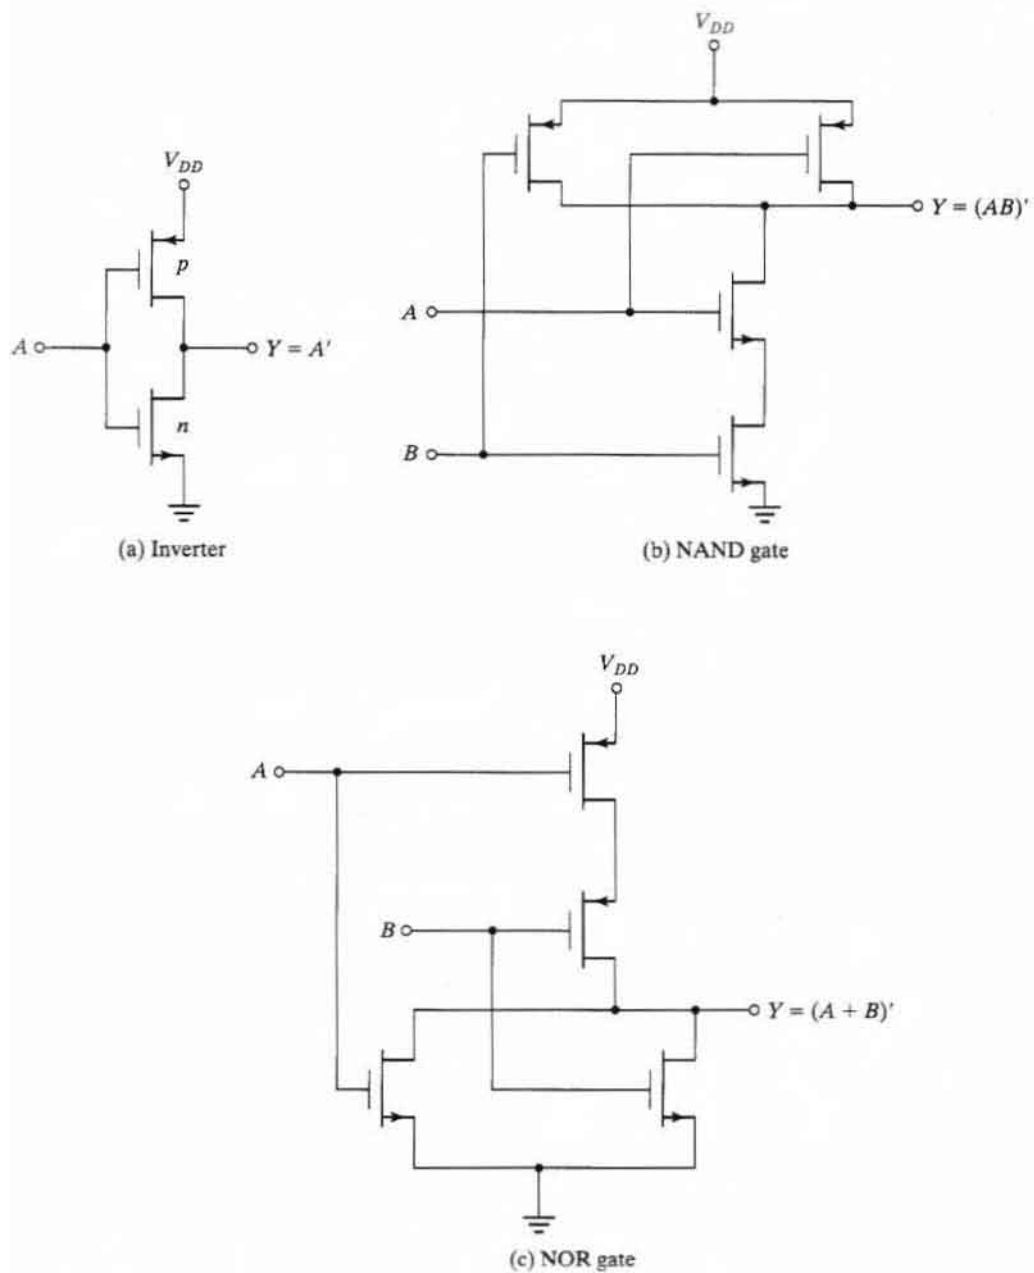 V_DD
p
A
Y = A'
n
(a) Inverter
V_DD
Y = (AB)'
A
B
(b) NAND gate
V_DD
A
B
Y = (A + B)'
(c) NOR gate